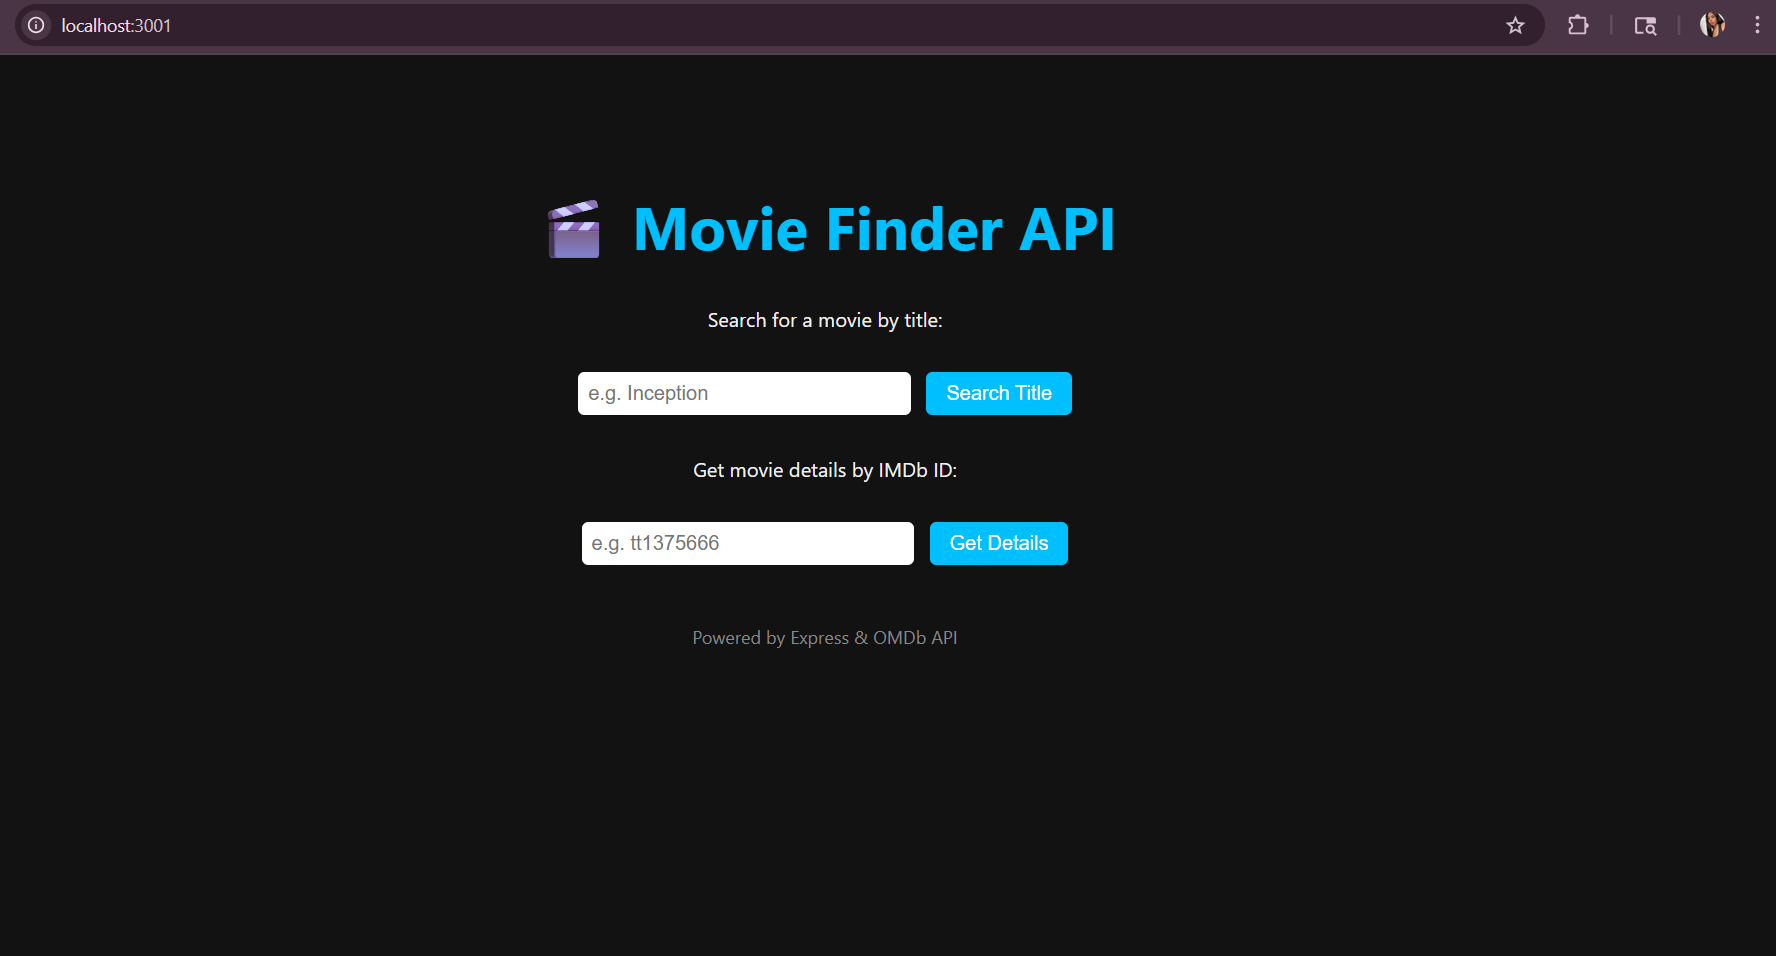 localhost:3001
🎬 Movie Finder API
Search for a movie by title:
e.g. Inception
Search Title
Get movie details by IMDb ID:
e.g. tt1375666
Get Details
Powered by Express & OMDb API